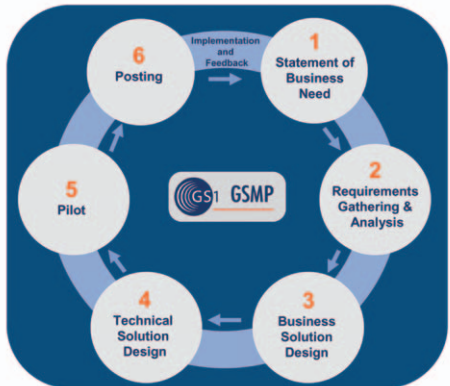 Implementation
and
Feedback
1
Statement of
Business
Need
2
Requirements
Gathering &
Analysis
3
Business
Solution
Design
4
Technical
Solution
Design
5
Pilot
6
Posting
GS1 GSMP